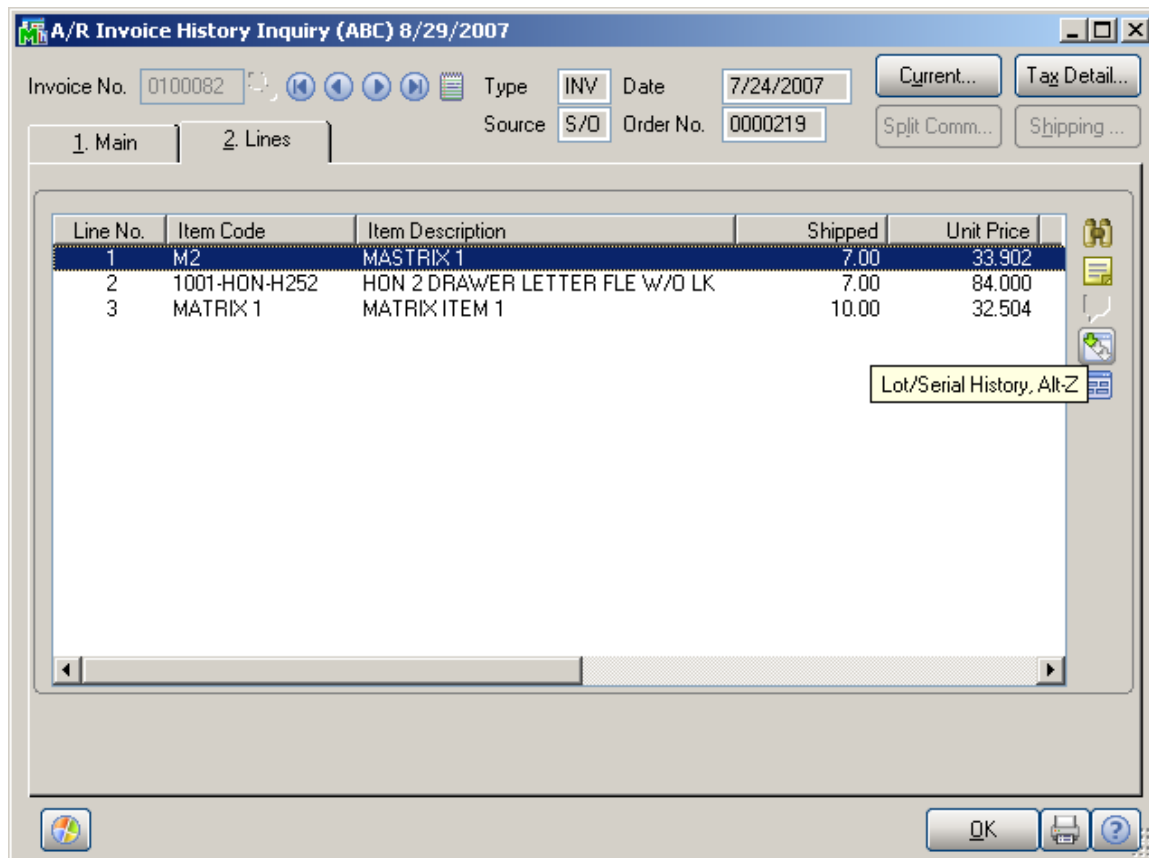 A/R Invoice History Inquiry (ABC) 8/29/2007
Invoice No. 0100082 Type INV Date 7/24/2007 Current... Tax Detail...
Source S/O Order No. 0000219 Split Comm... Shipping ...
1. Main 2. Lines
Line No. Item Code Item Description Shipped Unit Price
1 M2 MASTRIX 1 7.00 33.902
2 1001-HON-H252 HON 2 DRAWER LETTER FLE W/O LK 7.00 84.000
3 MATRIX 1 MATRIX ITEM 1 10.00 32.504
Lot/Serial History, Alt-Z
OK